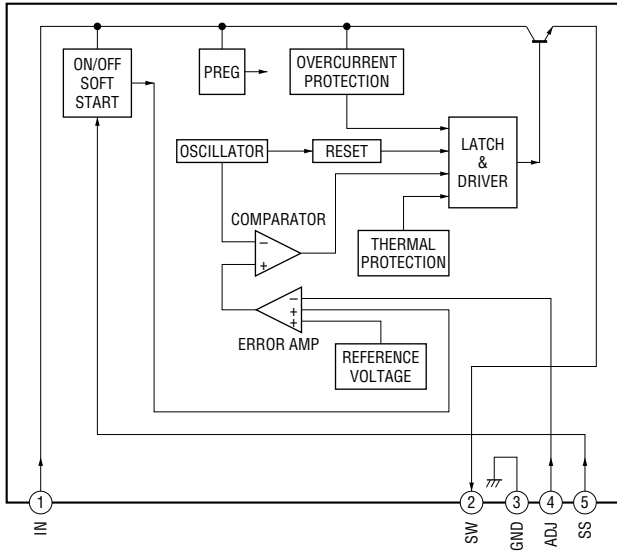 ON/OFF
SOFT
START
PREG
OVERCURRENT
PROTECTION
OSCILLATOR
RESET
LATCH
&
DRIVER
COMPARATOR
−
+
THERMAL
PROTECTION
−
+
+
ERROR AMP
REFERENCE
VOLTAGE
1
2
3
4
5
IN
SW
GND
ADJ
SS